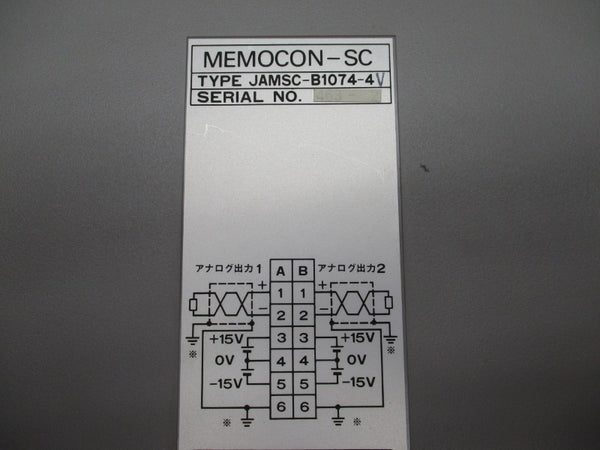 MEMOCON-SC
TYPE JAMSC-B1074-4V
SERIAL NO.
アナログ出力1 A B アナログ出力2
+ 1 1 +
− 2 2 −
+15V 3 3 +15V
0V 4 4 0V
-15V 5 5 -15V
※ ※
※ 6 6 ※